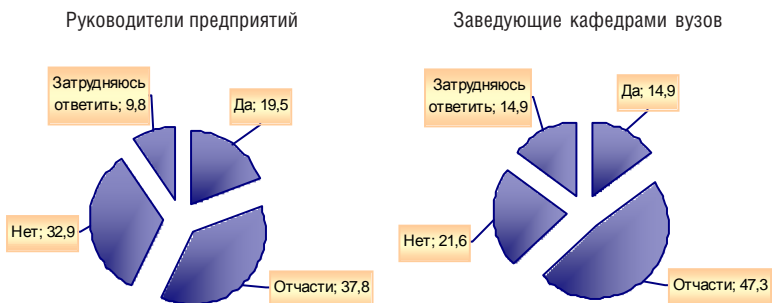 Руководители предприятий
Затрудняюсь
ответить; 9,8
Да; 19,5
Нет; 32,9
Отчасти; 37,8
Заведующие кафедрами вузов
Затрудняюсь
ответить; 14,9
Да; 14,9
Нет; 21,6
Отчасти; 47,3